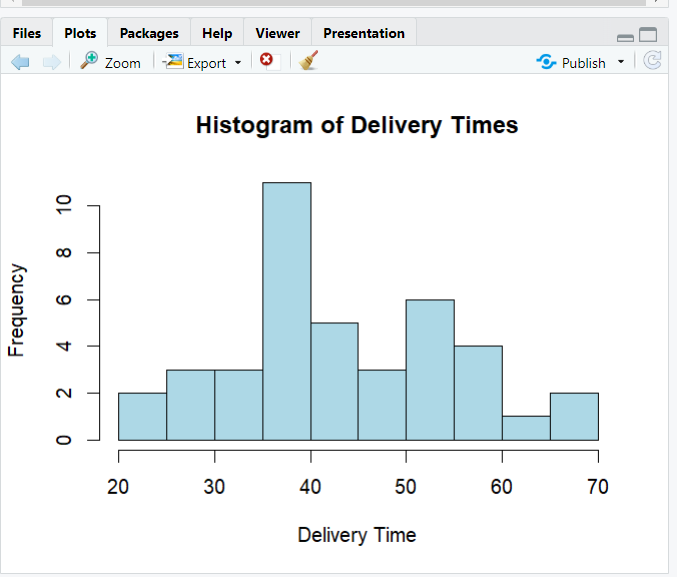 Files Plots Packages Help Viewer Presentation
Zoom Export Publish
Histogram of Delivery Times
Frequency
10
8
6
4
2
0
20 30 40 50 60 70
Delivery Time